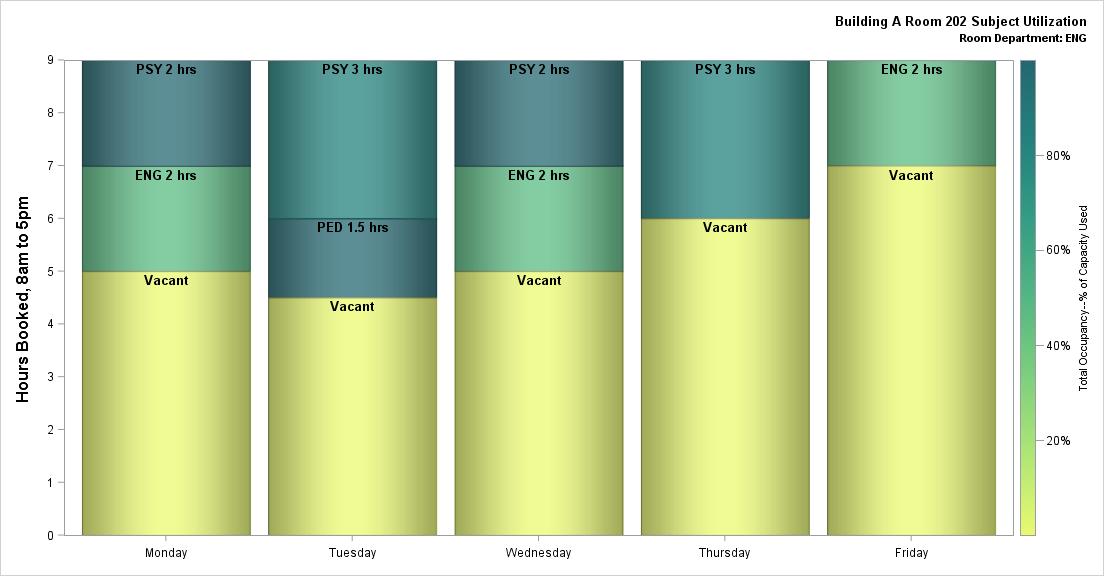 Building A Room 202 Subject Utilization
Room Department: ENG
Hours Booked, 8am to 5pm
9
8
7
6
5
4
3
2
1
0
PSY 2 hrs
ENG 2 hrs
Vacant
PSY 3 hrs
PED 1.5 hrs
Vacant
PSY 2 hrs
ENG 2 hrs
Vacant
PSY 3 hrs
Vacant
ENG 2 hrs
Vacant
Monday
Tuesday
Wednesday
Thursday
Friday
80%
60%
40%
20%
Total Occupancy--% of Capacity Used